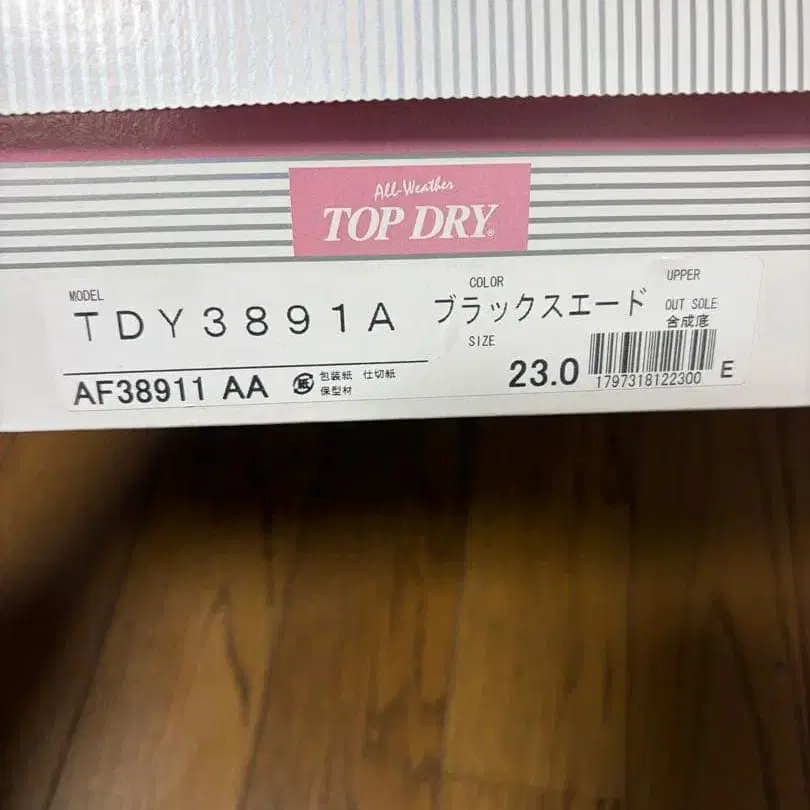 All-Weather
TOP DRY®
MODEL
TDY3891A
COLOR
ブラックスエード
UPPER
OUT SOLE
合成底
SIZE
23.0
1797318122300
E
AF38911 AA
紙 包装紙 仕切紙
保型材